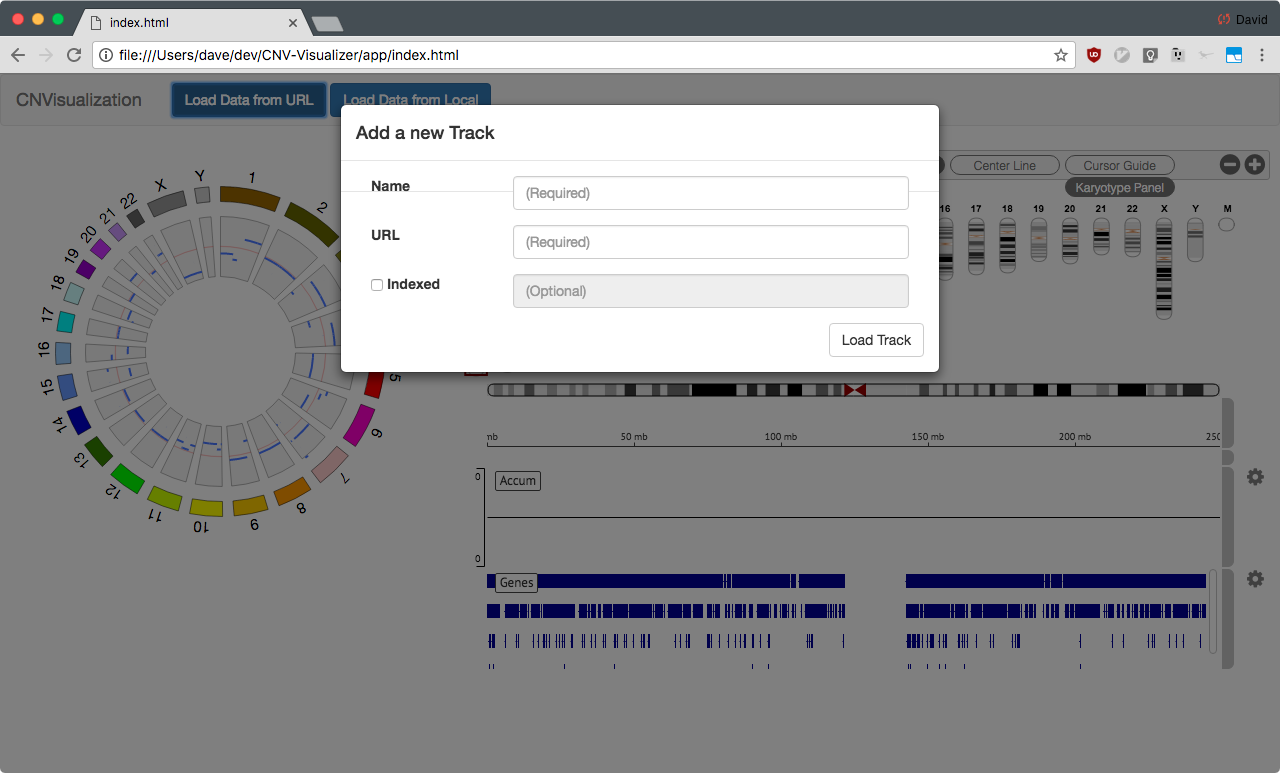 index.html
David
file:///Users/dave/dev/CNV-Visualizer/app/index.html
CNVisualization
Load Data from URL
Load Data from Local
Add a new Track
Name
(Required)
URL
(Required)
Indexed
(Optional)
Load Track
Center Line
Cursor Guide
Karyotype Panel
16 17 18 19 20 21 22 X Y M
1
2
5
6
7
8
9
10
11
12
13
14
15
16
17
18
19
20
21
22
X
Y
mb 50 mb 100 mb 150 mb 200 mb 250
0
Accum
0
Genes